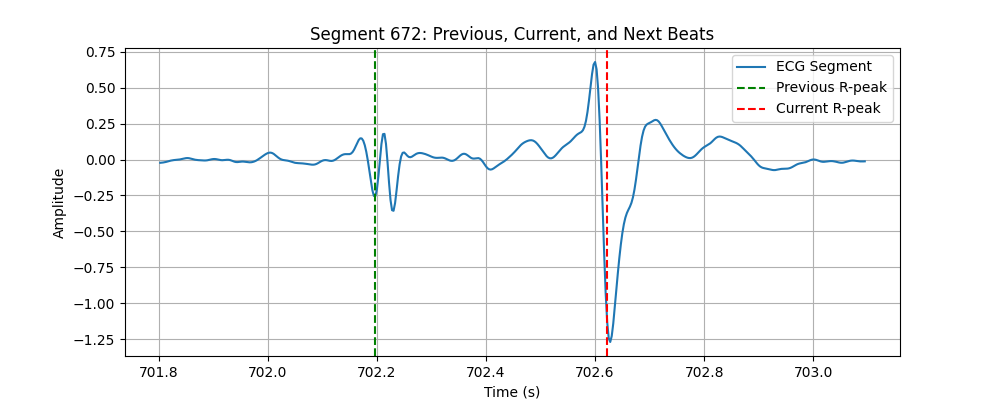 Segment 672: Previous, Current, and Next Beats
ECG Segment
Previous R-peak
Current R-peak
Amplitude
0.75
0.50
0.25
0.00
−0.25
−0.50
−0.75
−1.00
−1.25
701.8 702.0 702.2 702.4 702.6 702.8 703.0
Time (s)